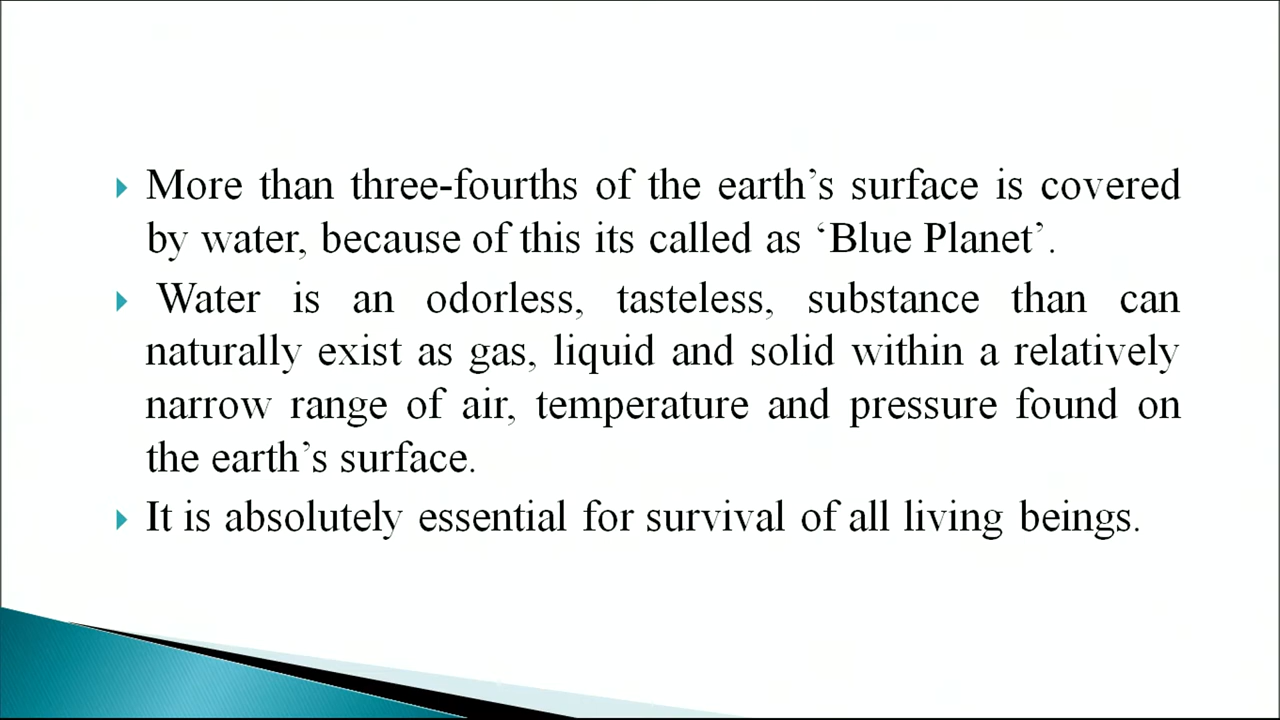 More than three-fourths of the earth’s surface is covered
by water, because of this its called as ‘Blue Planet’.
Water is an odorless, tasteless, substance than can
naturally exist as gas, liquid and solid within a relatively
narrow range of air, temperature and pressure found on
the earth’s surface.
It is absolutely essential for survival of all living beings.